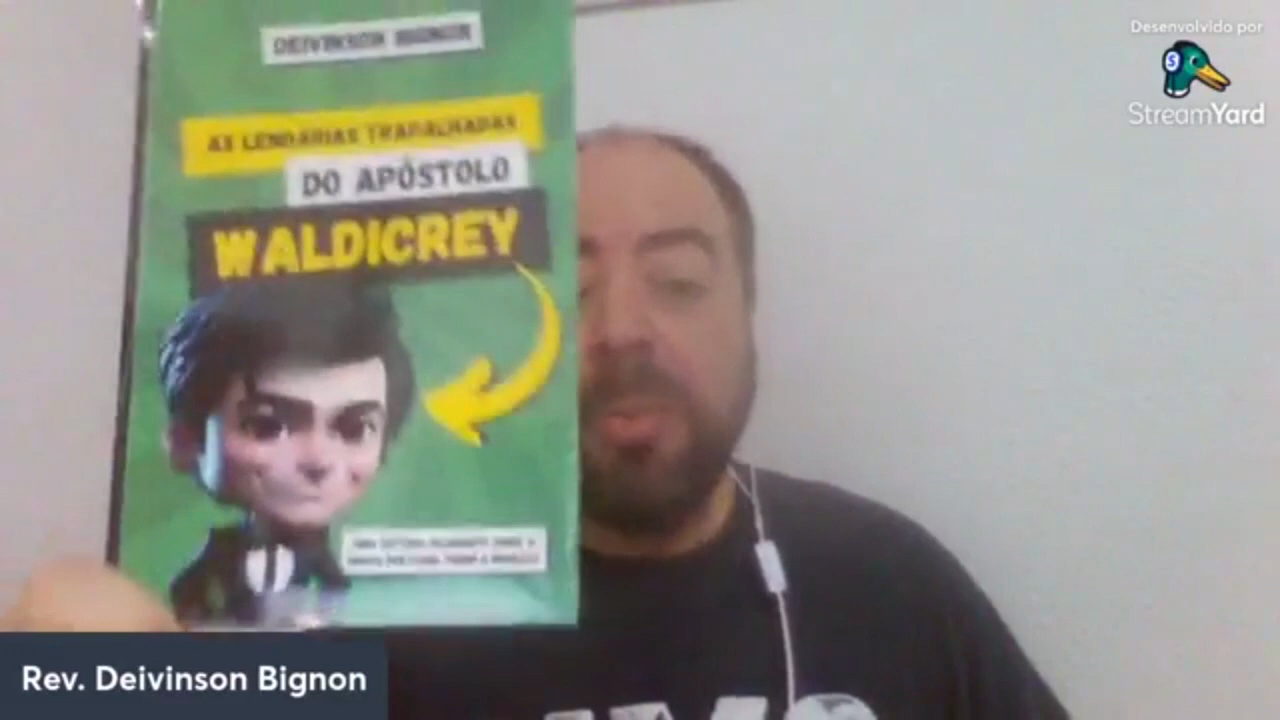 Desenvolvido por
StreamYard
DEIVINSON BIGNON
AS LENDÁRIAS TRAPALHADAS
DO APÓSTOLO
WALDICREY
Rev. Deivinson Bignon